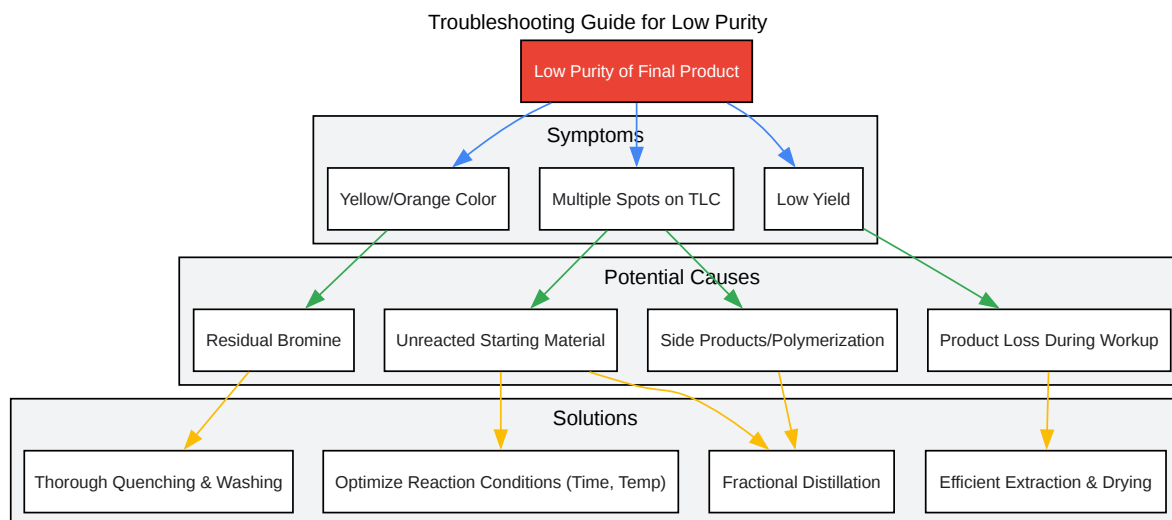 Troubleshooting Guide for Low Purity
Low Purity of Final Product
Symptoms
Yellow/Orange Color
Multiple Spots on TLC
Low Yield
Potential Causes
Residual Bromine
Unreacted Starting Material
Side Products/Polymerization
Product Loss During Workup
Solutions
Thorough Quenching & Washing
Optimize Reaction Conditions (Time, Temp)
Fractional Distillation
Efficient Extraction & Drying